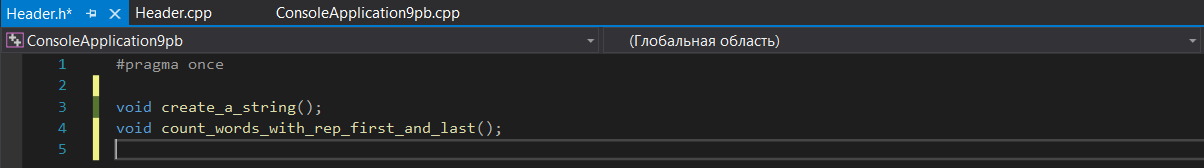 Header.h* Header.cpp ConsoleApplication9pb.cpp
ConsoleApplication9pb (Глобальная область)
1 #pragma once
2
3 void create_a_string();
4 void count_words_with_rep_first_and_last();
5